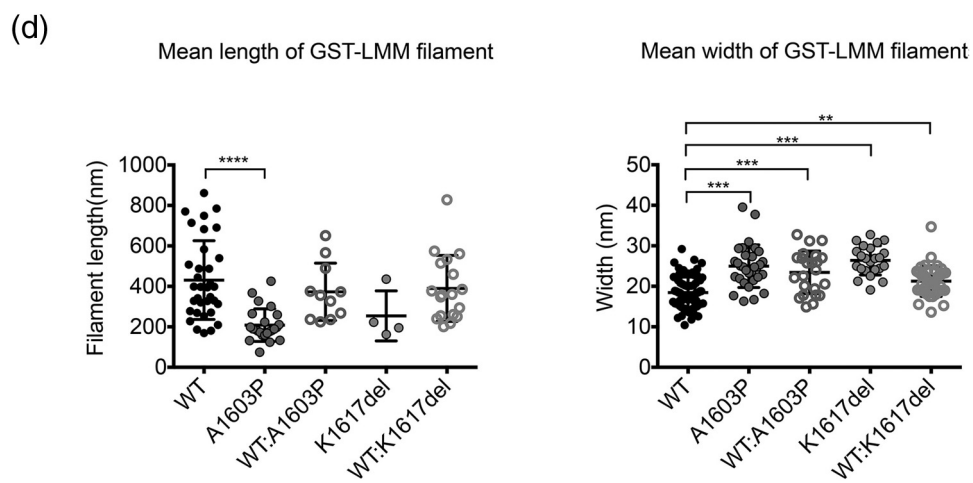 (d)
Mean length of GST-LMM filament
Filament length(nm)
1000
800
600
400
200
0
****
WT
A1603P
WT:A1603P
K1617del
WT:K1617del
Mean width of GST-LMM filament
Width (nm)
50
40
30
20
10
0
**
***
***
***
WT
A1603P
WT:A1603P
K1617del
WT:K1617del